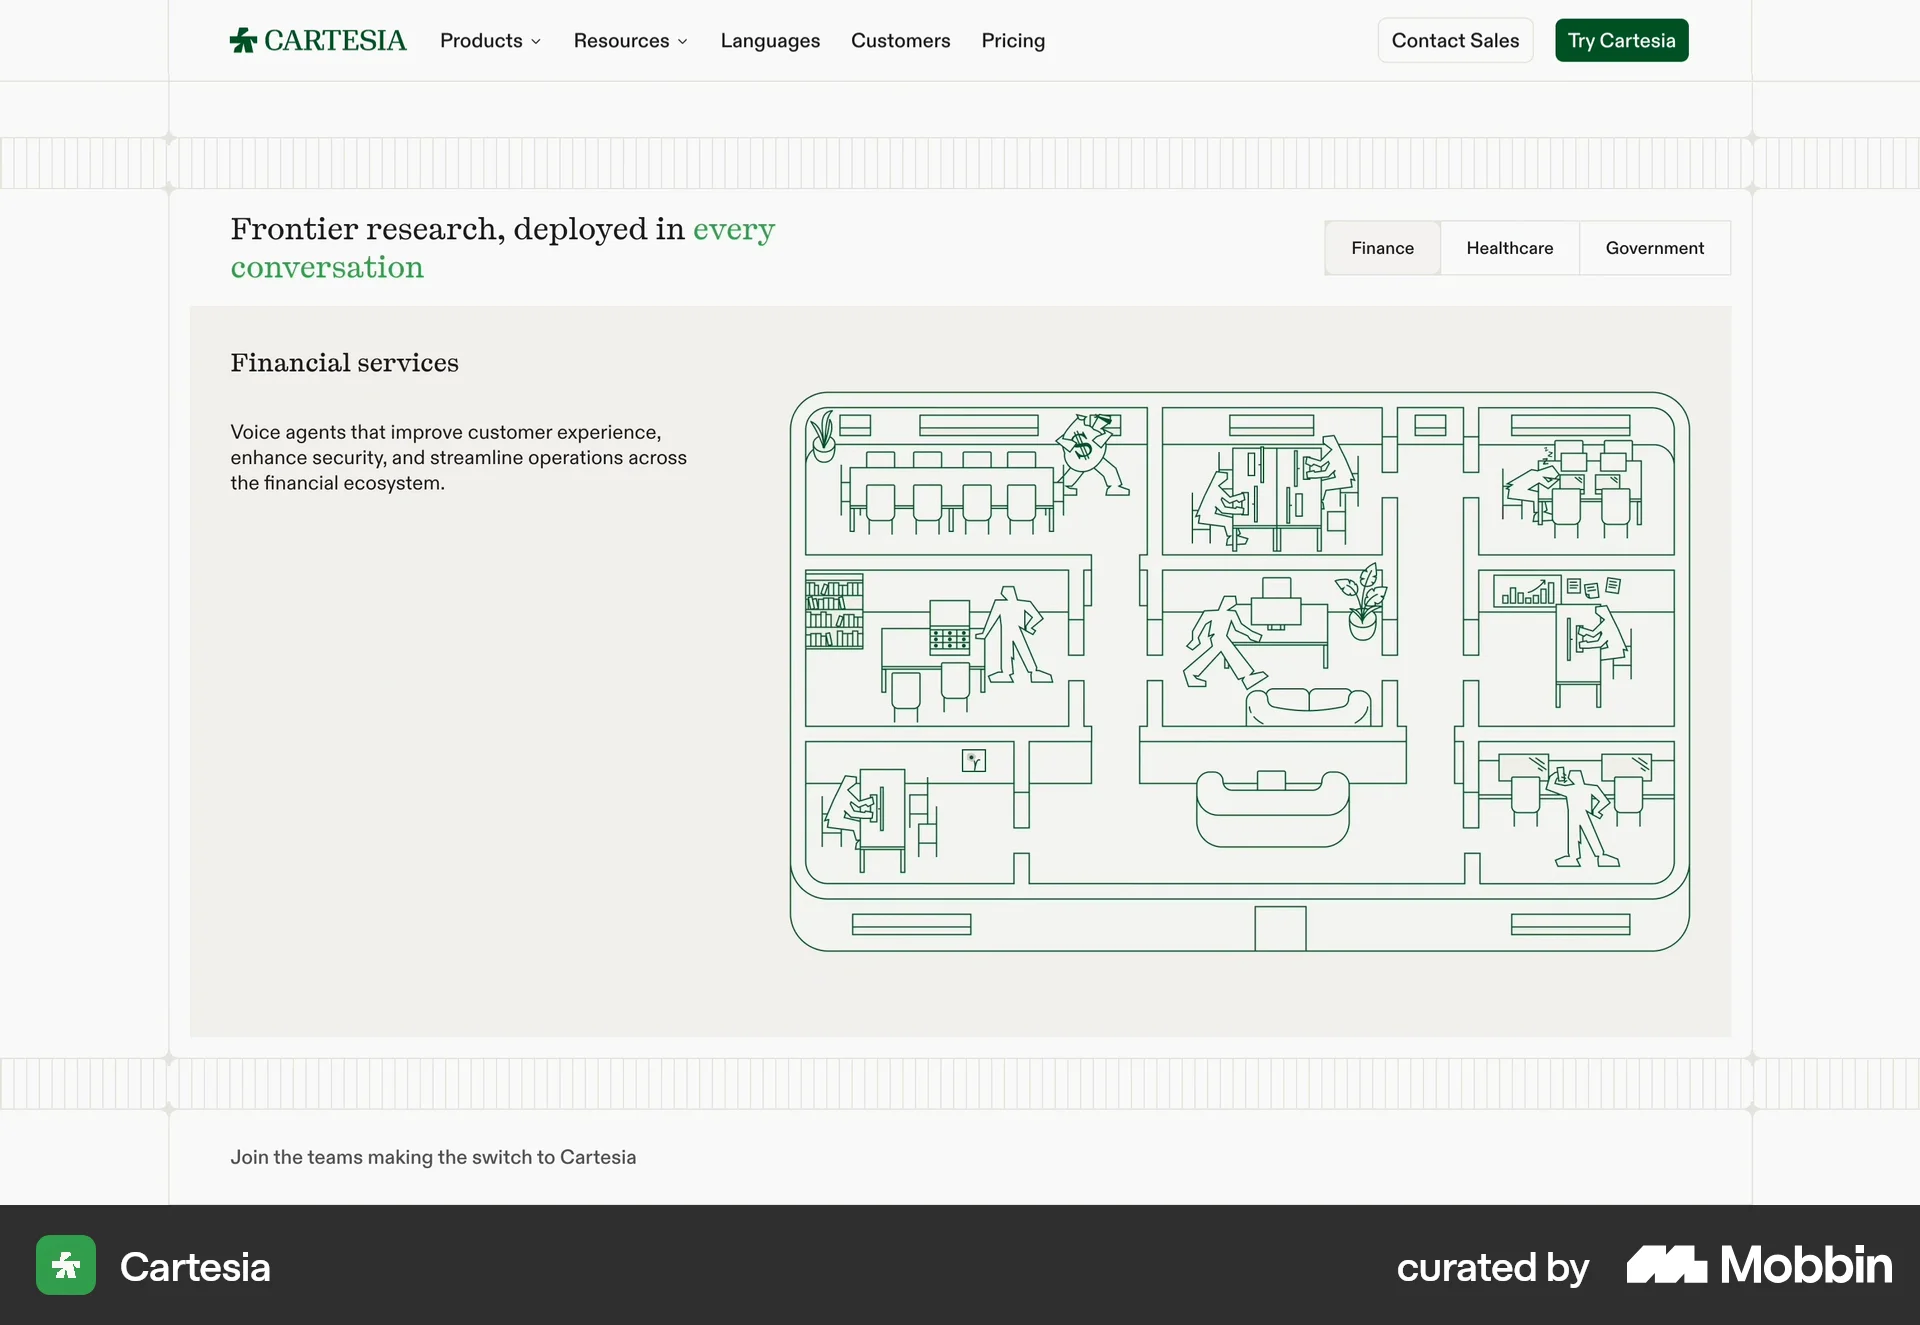 CARTESIA
Products
Resources
Languages
Customers
Pricing
Contact Sales
Try Cartesia
Frontier research, deployed in every
conversation
Finance
Healthcare
Government
Financial services
Voice agents that improve customer experience,
enhance security, and streamline operations across
the financial ecosystem.
$
z
z
z
Join the teams making the switch to Cartesia
Cartesia
curated by
Mobbin